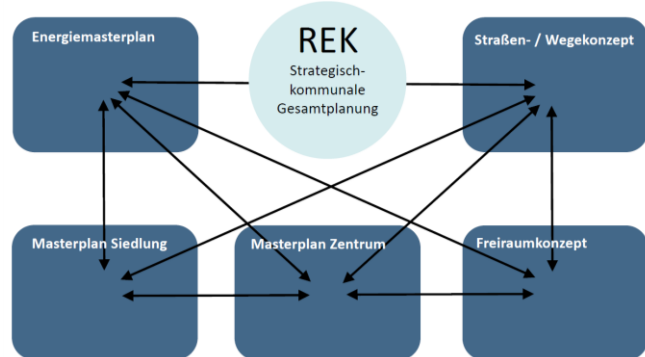 Energiemasterplan
REK
Strategisch-
kommunale
Gesamtplanung
Straßen- / Wegekonzept
Masterplan Siedlung
Masterplan Zentrum
Freiraumkonzept